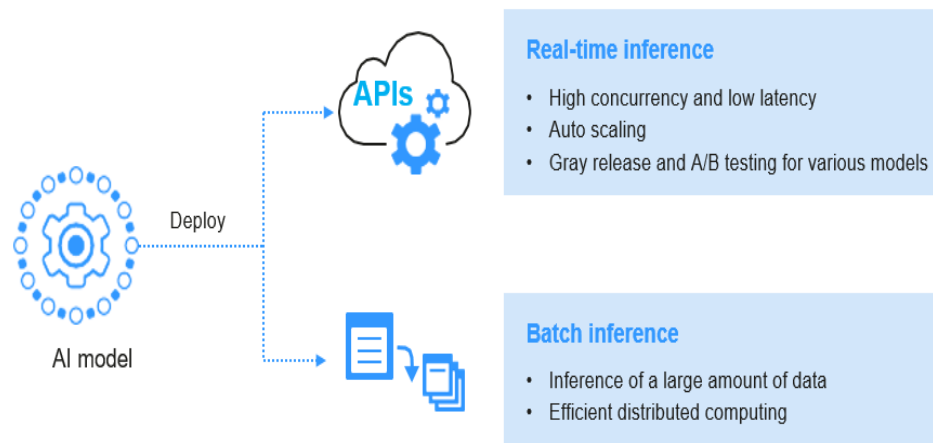 APIs
Real-time inference
• High concurrency and low latency
• Auto scaling
• Gray release and A/B testing for various models
Deploy
AI model
Batch inference
• Inference of a large amount of data
• Efficient distributed computing